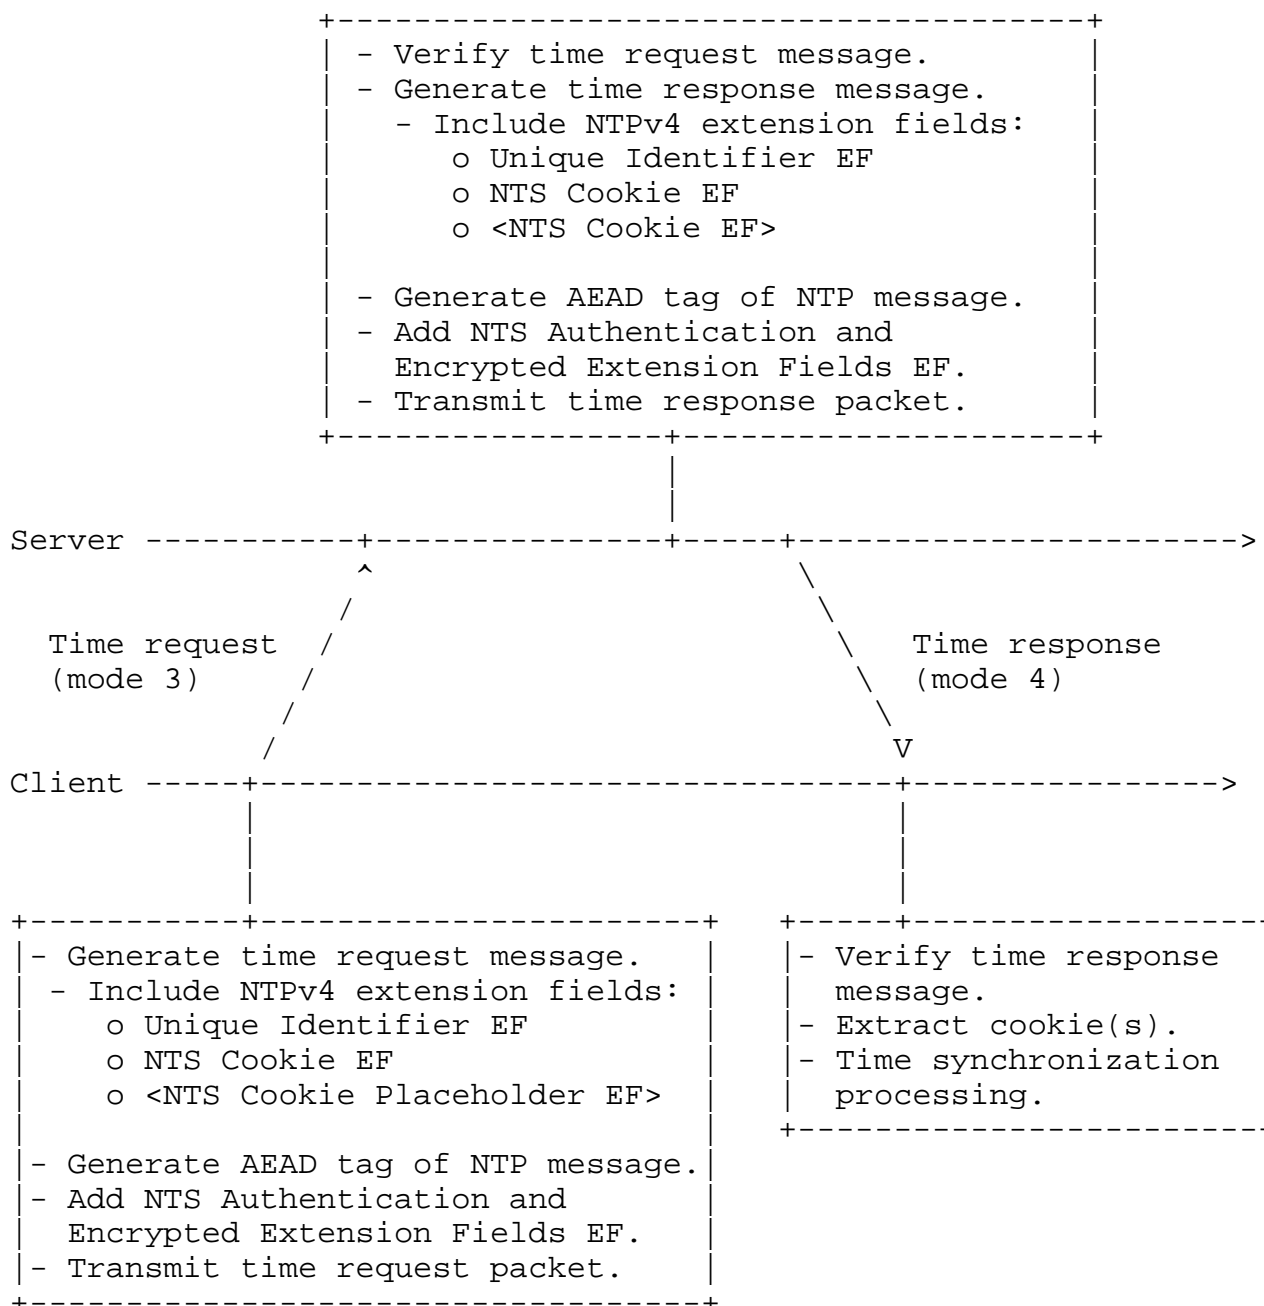 - Verify time request message.
- Generate time response message.
- Include NTPv4 extension fields:
o Unique Identifier EF
o NTS Cookie EF
o <NTS Cookie EF>
- Generate AEAD tag of NTP message.
- Add NTS Authentication and
Encrypted Extension Fields EF.
- Transmit time response packet.
Server
Time request
(mode 3)
Time response
(mode 4)
Client
- Generate time request message.
- Include NTPv4 extension fields:
o Unique Identifier EF
o NTS Cookie EF
o <NTS Cookie Placeholder EF>
- Generate AEAD tag of NTP message.
- Add NTS Authentication and
Encrypted Extension Fields EF.
- Transmit time request packet.
- Verify time response
message.
- Extract cookie(s).
- Time synchronization
processing.